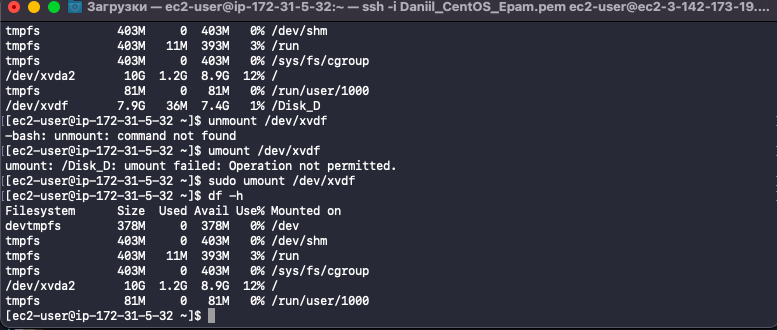 Загрузки — ec2-user@ip-172-31-5-32:~ — ssh -i Daniil_CentOS_Epam.pem ec2-user@ec2-3-142-173-19....
tmpfs           403M     0  403M   0% /dev/shm
tmpfs           403M   11M  393M   3% /run
tmpfs           403M     0  403M   0% /sys/fs/cgroup
/dev/xvda2       10G  1.2G  8.9G  12% /
tmpfs            81M     0   81M   0% /run/user/1000
/dev/xvdf       7.9G   36M  7.4G   1% /Disk_D
[[ec2-user@ip-172-31-5-32 ~]$ unmount /dev/xvdf
-bash: unmount: command not found
[[ec2-user@ip-172-31-5-32 ~]$ umount /dev/xvdf
umount: /Disk_D: umount failed: Operation not permitted.
[[ec2-user@ip-172-31-5-32 ~]$ sudo umount /dev/xvdf
[[ec2-user@ip-172-31-5-32 ~]$ df -h
Filesystem      Size  Used Avail Use% Mounted on
devtmpfs        378M     0  378M   0% /dev
tmpfs           403M     0  403M   0% /dev/shm
tmpfs           403M   11M  393M   3% /run
tmpfs           403M     0  403M   0% /sys/fs/cgroup
/dev/xvda2       10G  1.2G  8.9G  12% /
tmpfs            81M     0   81M   0% /run/user/1000
[ec2-user@ip-172-31-5-32 ~]$